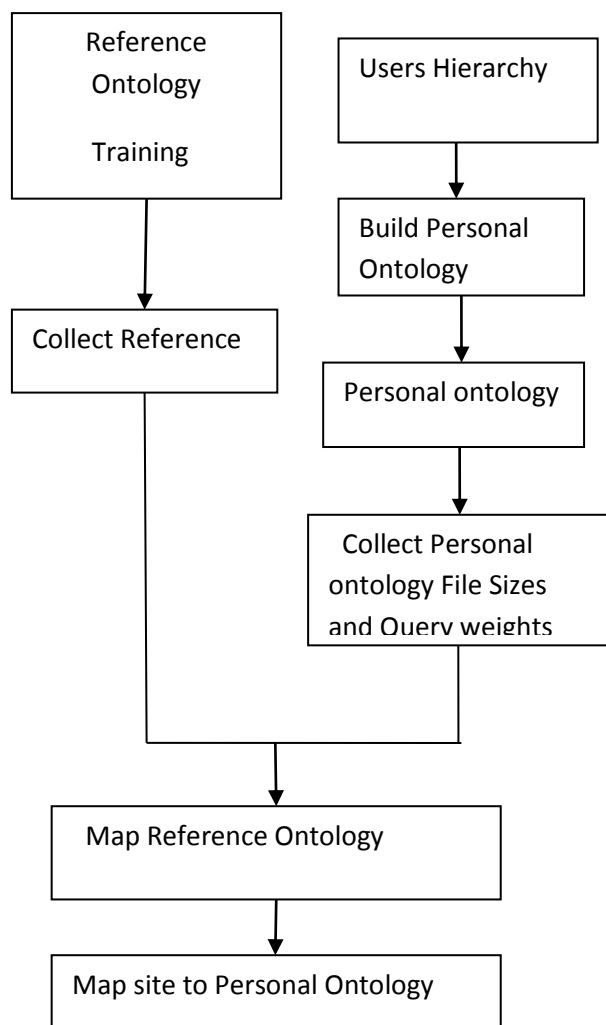 Reference
Ontology
Training
Collect Reference
Users Hierarchy
Build Personal
Ontology
Personal ontology
Collect Personal
ontology File Sizes
and Query weights
Map Reference Ontology
Map site to Personal Ontology